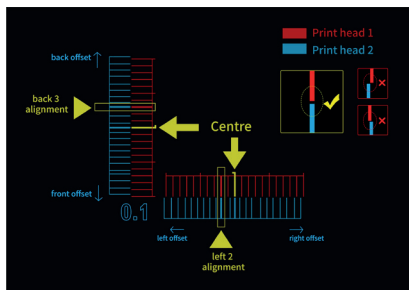 Print head 1
Print head 2
back offset
back 3
alignment
Centre
front offset
0.1
left offset
right offset
left 2
alignment